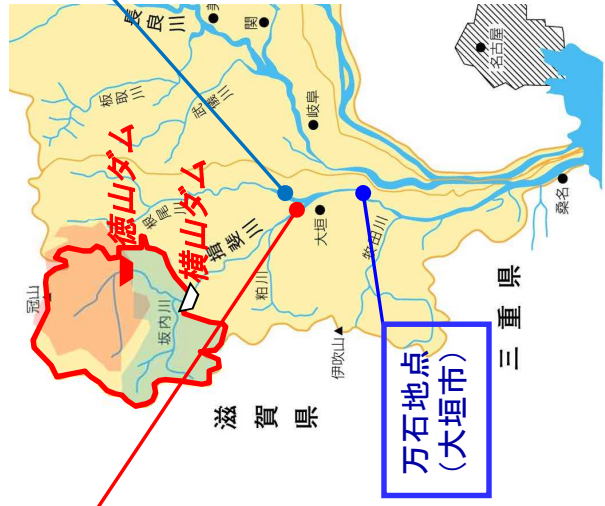 長良川
美
関
名古屋
板取川
武儀川
岐阜
徳山ダム
横山ダム
根尾川
揖斐川
冠山
坂内川
粕川
大垣
牧田川
桑名
伊吹山
滋賀県
三重県
万石地点
（大垣市）